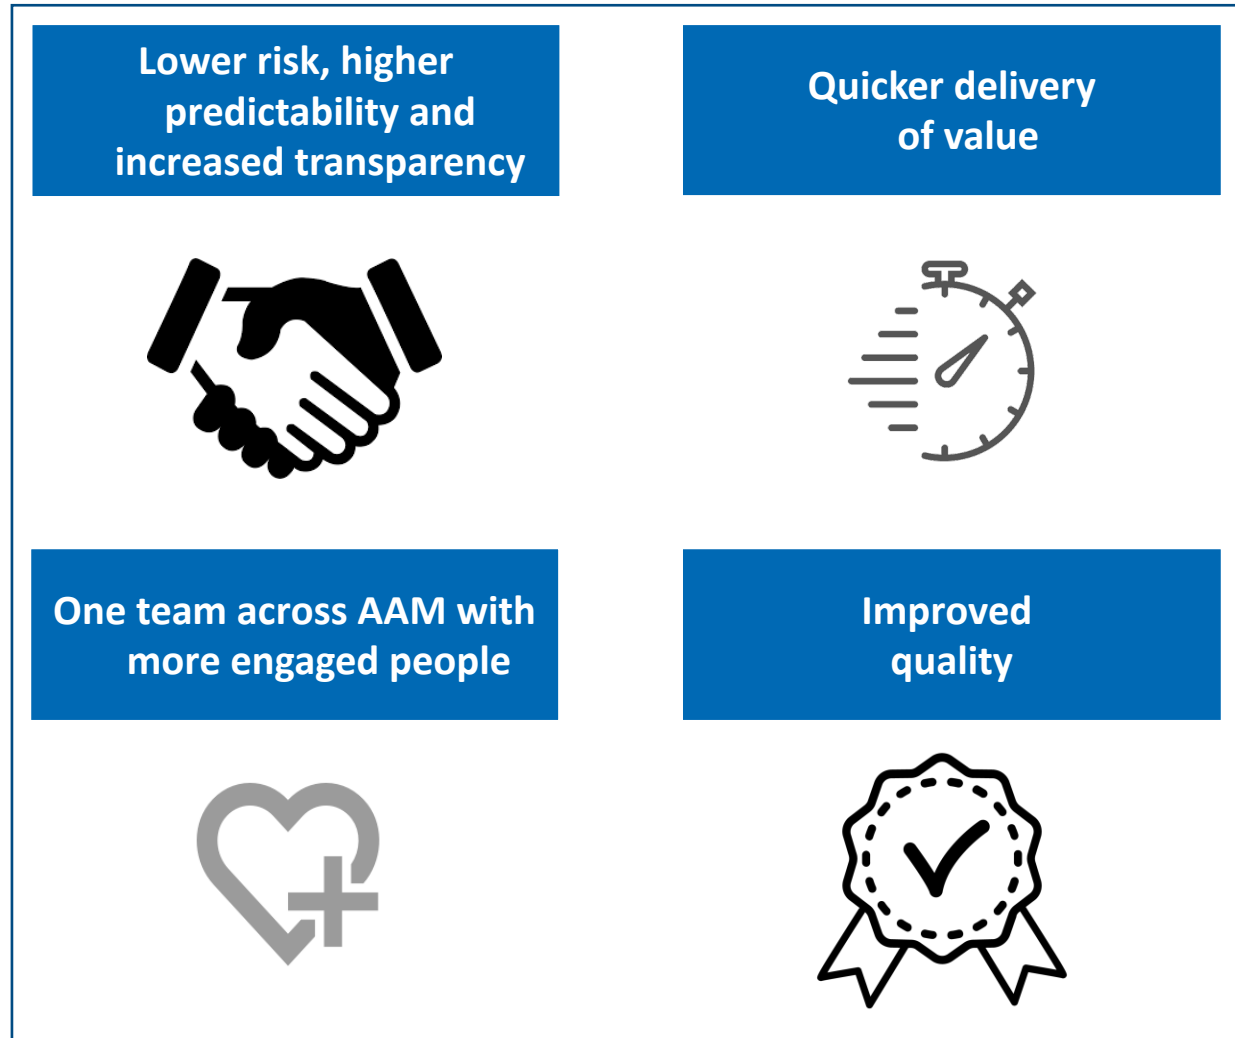 Lower risk, higher
predictability and
increased transparency
Quicker delivery
of value
One team across AAM with
more engaged people
Improved
quality